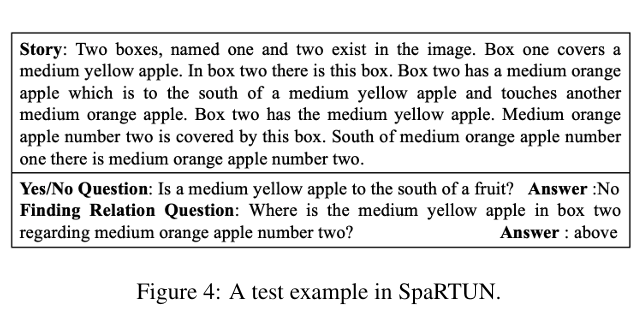 Story: Two boxes, named one and two exist in the image. Box one covers a
medium yellow apple. In box two there is this box. Box two has a medium orange
apple which is to the south of a medium yellow apple and touches another
medium orange apple. Box two has the medium yellow apple. Medium orange
apple number two is covered by this box. South of medium orange apple number
one there is medium orange apple number two.
Yes/No Question: Is a medium yellow apple to the south of a fruit? Answer :No
Finding Relation Question: Where is the medium yellow apple in box two
regarding medium orange apple number two? Answer : above
Figure 4: A test example in SpaRTUN.